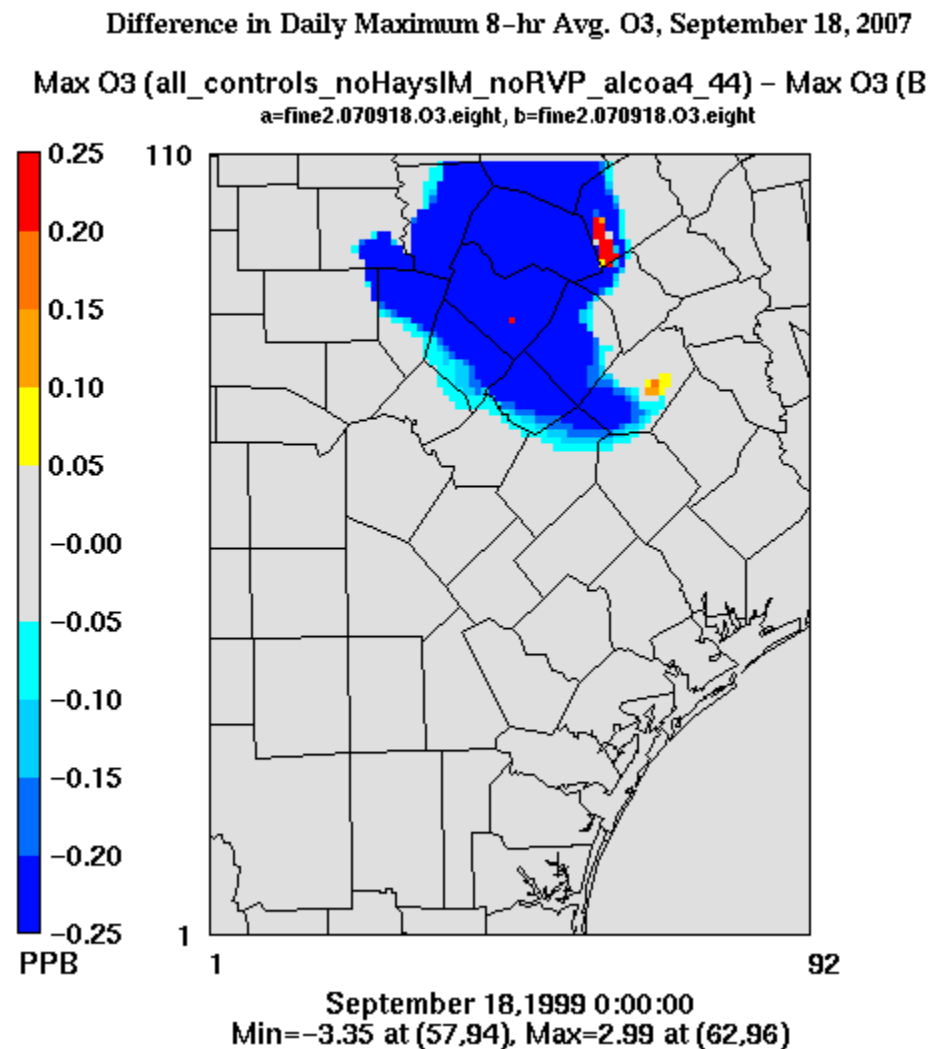 Difference in Daily Maximum 8-hr Avg. O3, September 18, 2007
Max O3 (all_controls_noHaysIM_noRVP_alcoa4_44) – Max O3 (B
a=fine2.070918.O3.eight, b=fine2.070918.O3.eight
0.25
0.20
0.15
0.10
0.05
−0.00
−0.05
−0.10
−0.15
−0.20
−0.25
PPB
110
1
1
92
September 18,1999 0:00:00
Min=−3.35 at (57,94), Max=2.99 at (62,96)